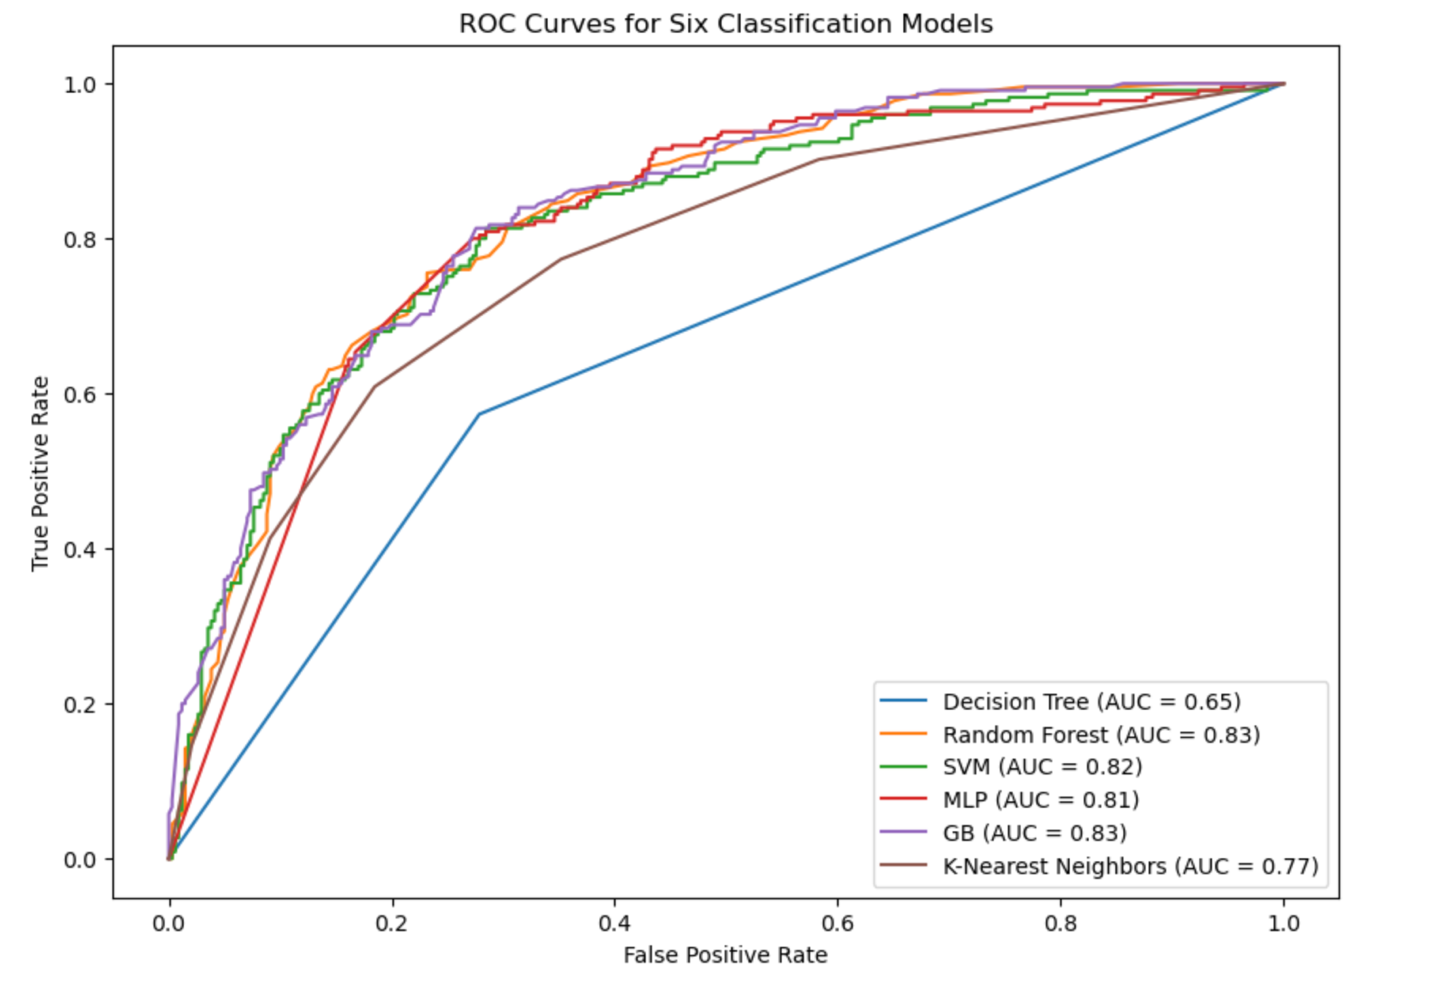 ROC Curves for Six Classification Models
True Positive Rate
1.0
0.8
0.6
0.4
0.2
0.0
Decision Tree (AUC = 0.65)
Random Forest (AUC = 0.83)
SVM (AUC = 0.82)
MLP (AUC = 0.81)
GB (AUC = 0.83)
K-Nearest Neighbors (AUC = 0.77)
0.0 0.2 0.4 0.6 0.8 1.0
False Positive Rate